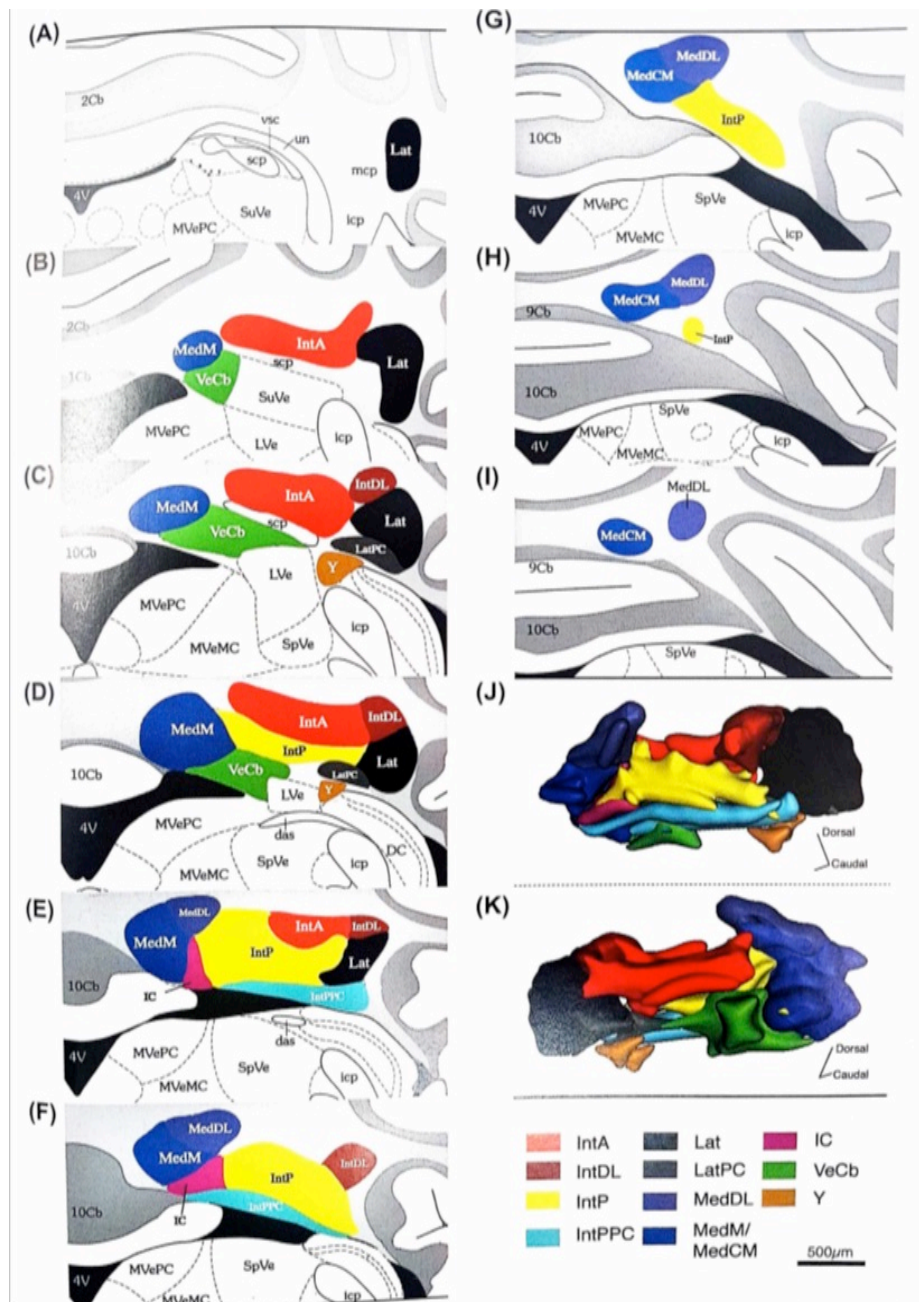 (A)
2Cb
vsc
un
scp
mcp
Lat
4V
SuVe
MVePC
icp
(B)
2Cb
IntA
MedM
Lat
1Cb
scp
VeCb
SuVe
MVePC
LVe
icp
(C)
IntDL
IntA
MedM
Lat
scp
VeCb
10Cb
LatPC
LVe
Y
4V
MVePC
icp
MVeMC
SpVe
(D)
IntDL
MedM
IntA
IntP
Lat
10Cb
VeCb
LatPC
LVe
Y
4V
MVePC
das
DC
SpVe
icp
MVeMC
(E)
MedDL
IntA
IntDL
MedM
IntP
Lat
10Cb
IC
IntPPC
das
4V
MVePC
SpVe
icp
MVeMC
(F)
MedDL
MedM
IntDL
IntP
10Cb
IntPPC
IC
MVePC
SpVe
4V
icp
MVeMC
(G)
MedDL
MedCM
IntP
10Cb
4V
SpVe
MVePC
icp
MVeMC
(H)
MedDL
MedCM
9Cb
IntP
10Cb
SpVe
4V
MVePC
icp
MVeMC
(I)
MedDL
MedCM
9Cb
10Cb
SpVe
(J)
Dorsal
Caudal
(K)
Dorsal
Caudal
IntA
Lat
IC
IntDL
LatPC
VeCb
IntP
MedDL
Y
IntPPC
MedM/
MedCM
500µm